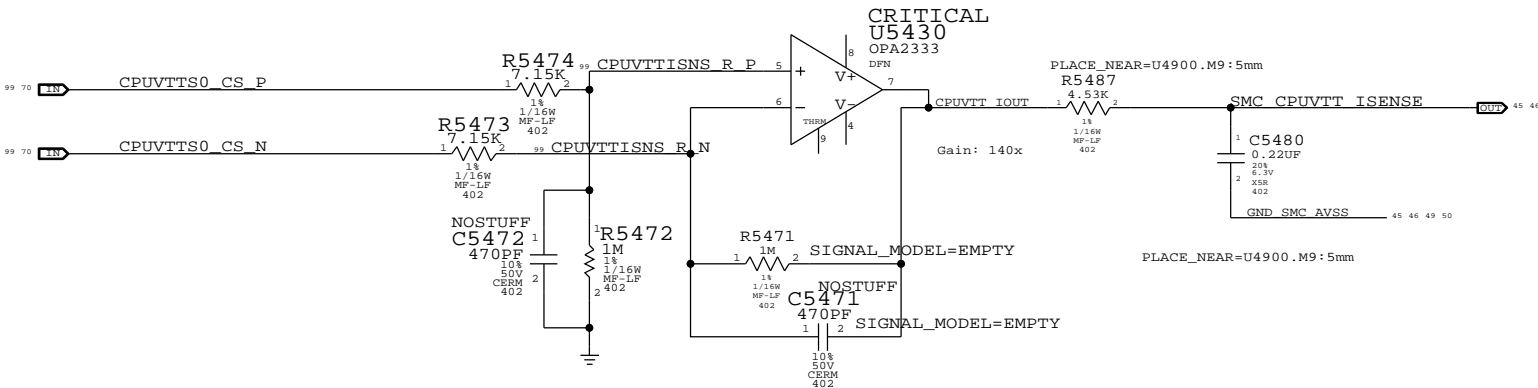 CRITICAL
U5430
OPA2333
DFN
8
5
+
V+
7
6
−
V-
THRM
9
4
99 70 IN CPUVTTS0_CS_P
R5474
7.15K
1 2
1%
1/16W
MF-LF
402
99 CPUVTTISNS_R_P
99 70 IN CPUVTTS0_CS_N
R5473
7.15K
1 2
1%
1/16W
MF-LF
402
99 CPUVTTISNS_R_N
CPUVTT_IOUT
Gain: 140x
PLACE_NEAR=U4900.M9:5mm
R5487
4.53K
1 2
1%
1/16W
MF-LF
402
SMC_CPUVTT_ISENSE
OUT 45 46
1
C5480
0.22UF
20%
6.3V
X5R
402
2
GND_SMC_AVSS 45 46 49 50
PLACE_NEAR=U4900.M9:5mm
NOSTUFF
C5472
1
470PF
10%
50V
CERM
402
2
1
R5472
1M
1%
1/16W
MF-LF
402
2
R5471
1M
1 2
1%
1/16W
MF-LF
402
SIGNAL_MODEL=EMPTY
NOSTUFF
C5471
470PF
1 2
SIGNAL_MODEL=EMPTY
10%
50V
CERM
402